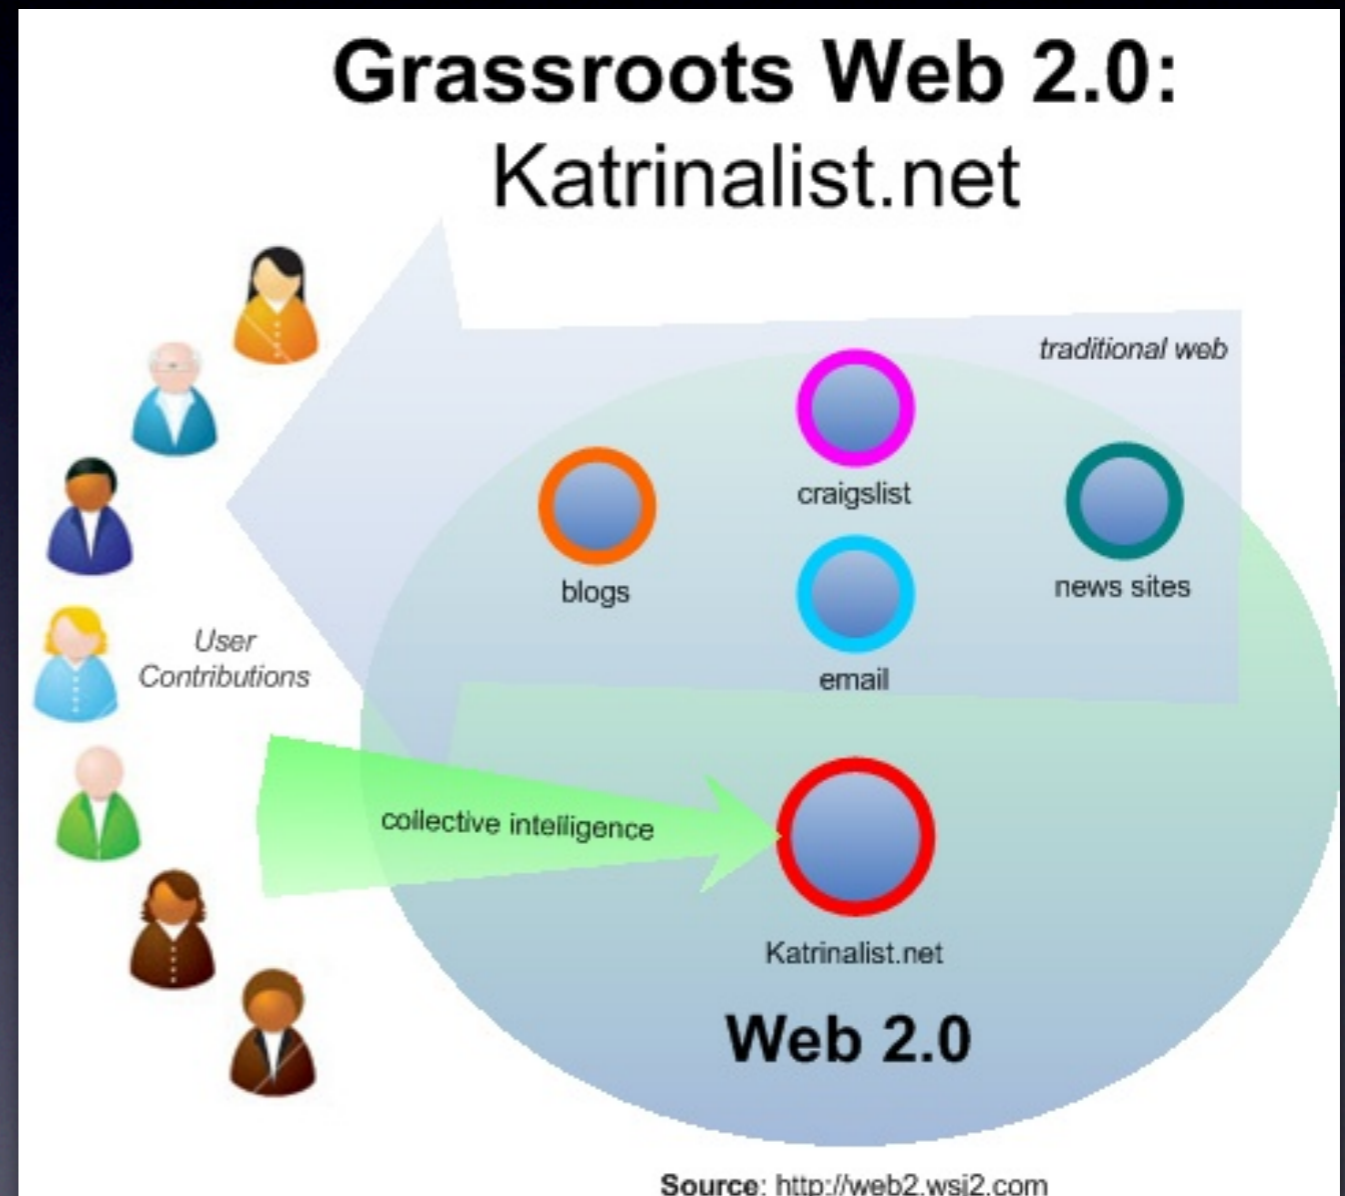 Grassroots Web 2.0:
Katrinalist.net
traditional web
craigslist
blogs
news sites
email
User
Contributions
collective intelligence
Katrinalist.net
Web 2.0
Source: http://web2.wsj2.com